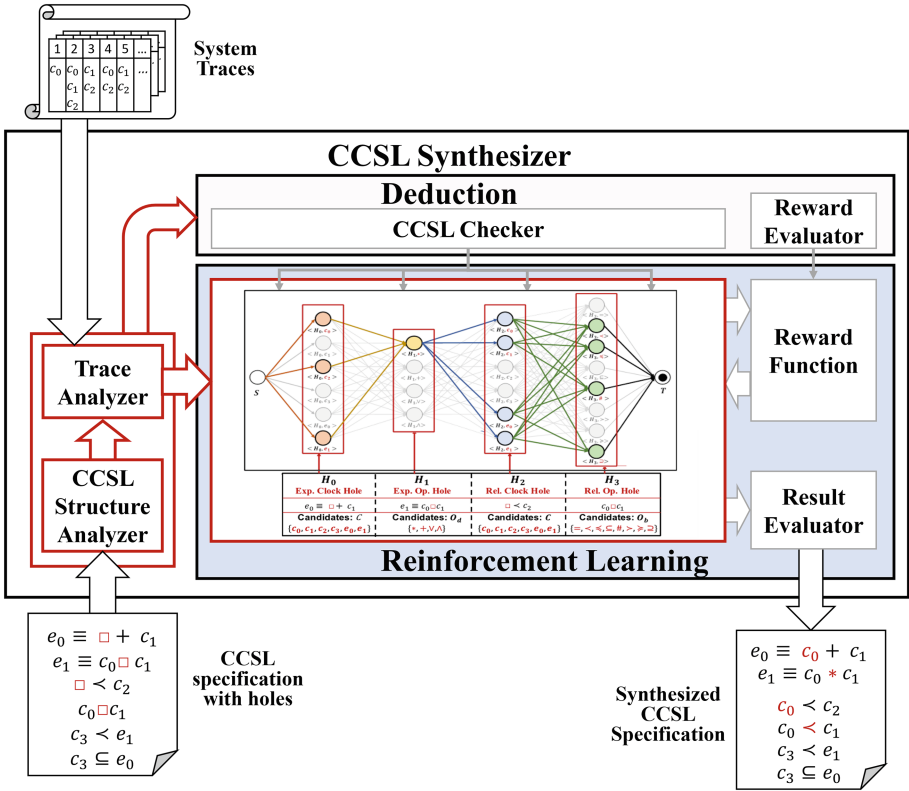 System
Traces
1 2 3 4 5 ...
c₀ c₀ c₁ c₀ c₁ ...
c₁ c₂ c₂ c₂
c₂
CCSL Synthesizer
Deduction
CCSL Checker
Reward
Evaluator
Trace
Analyzer
CCSL
Structure
Analyzer
S
T
Reward
Function
H₀ H₁ H₂ H₃
Exp. Clock Hole Exp. Op. Hole Rel. Clock Hole Rel. Op. Hole
e₀ ≡ □ + c₁ e₁ ≡ c₀□c₁ □ ≺ c₂ c₀□c₁
Candidates: C Candidates: O_d Candidates: C Candidates: O_b
{c₀, c₁, c₂, c₃, e₀, e₁} {*, +, ∨, ∧} {c₀, c₁, c₂, c₃, e₀, e₁} {=, ≺, ≼, ⊆, #, ≻, ≽, ⊇}
Result
Evaluator
Reinforcement Learning
e₀ ≡ □ + c₁
e₁ ≡ c₀□ c₁
□ ≺ c₂
c₀□c₁
c₃ ≺ e₁
c₃ ⊆ e₀
CCSL
specification
with holes
Synthesized
CCSL
Specification
e₀ ≡ c₀ + c₁
e₁ ≡ c₀ * c₁
c₀ ≺ c₂
c₀ ≺ c₁
c₃ ≺ e₁
c₃ ⊆ e₀